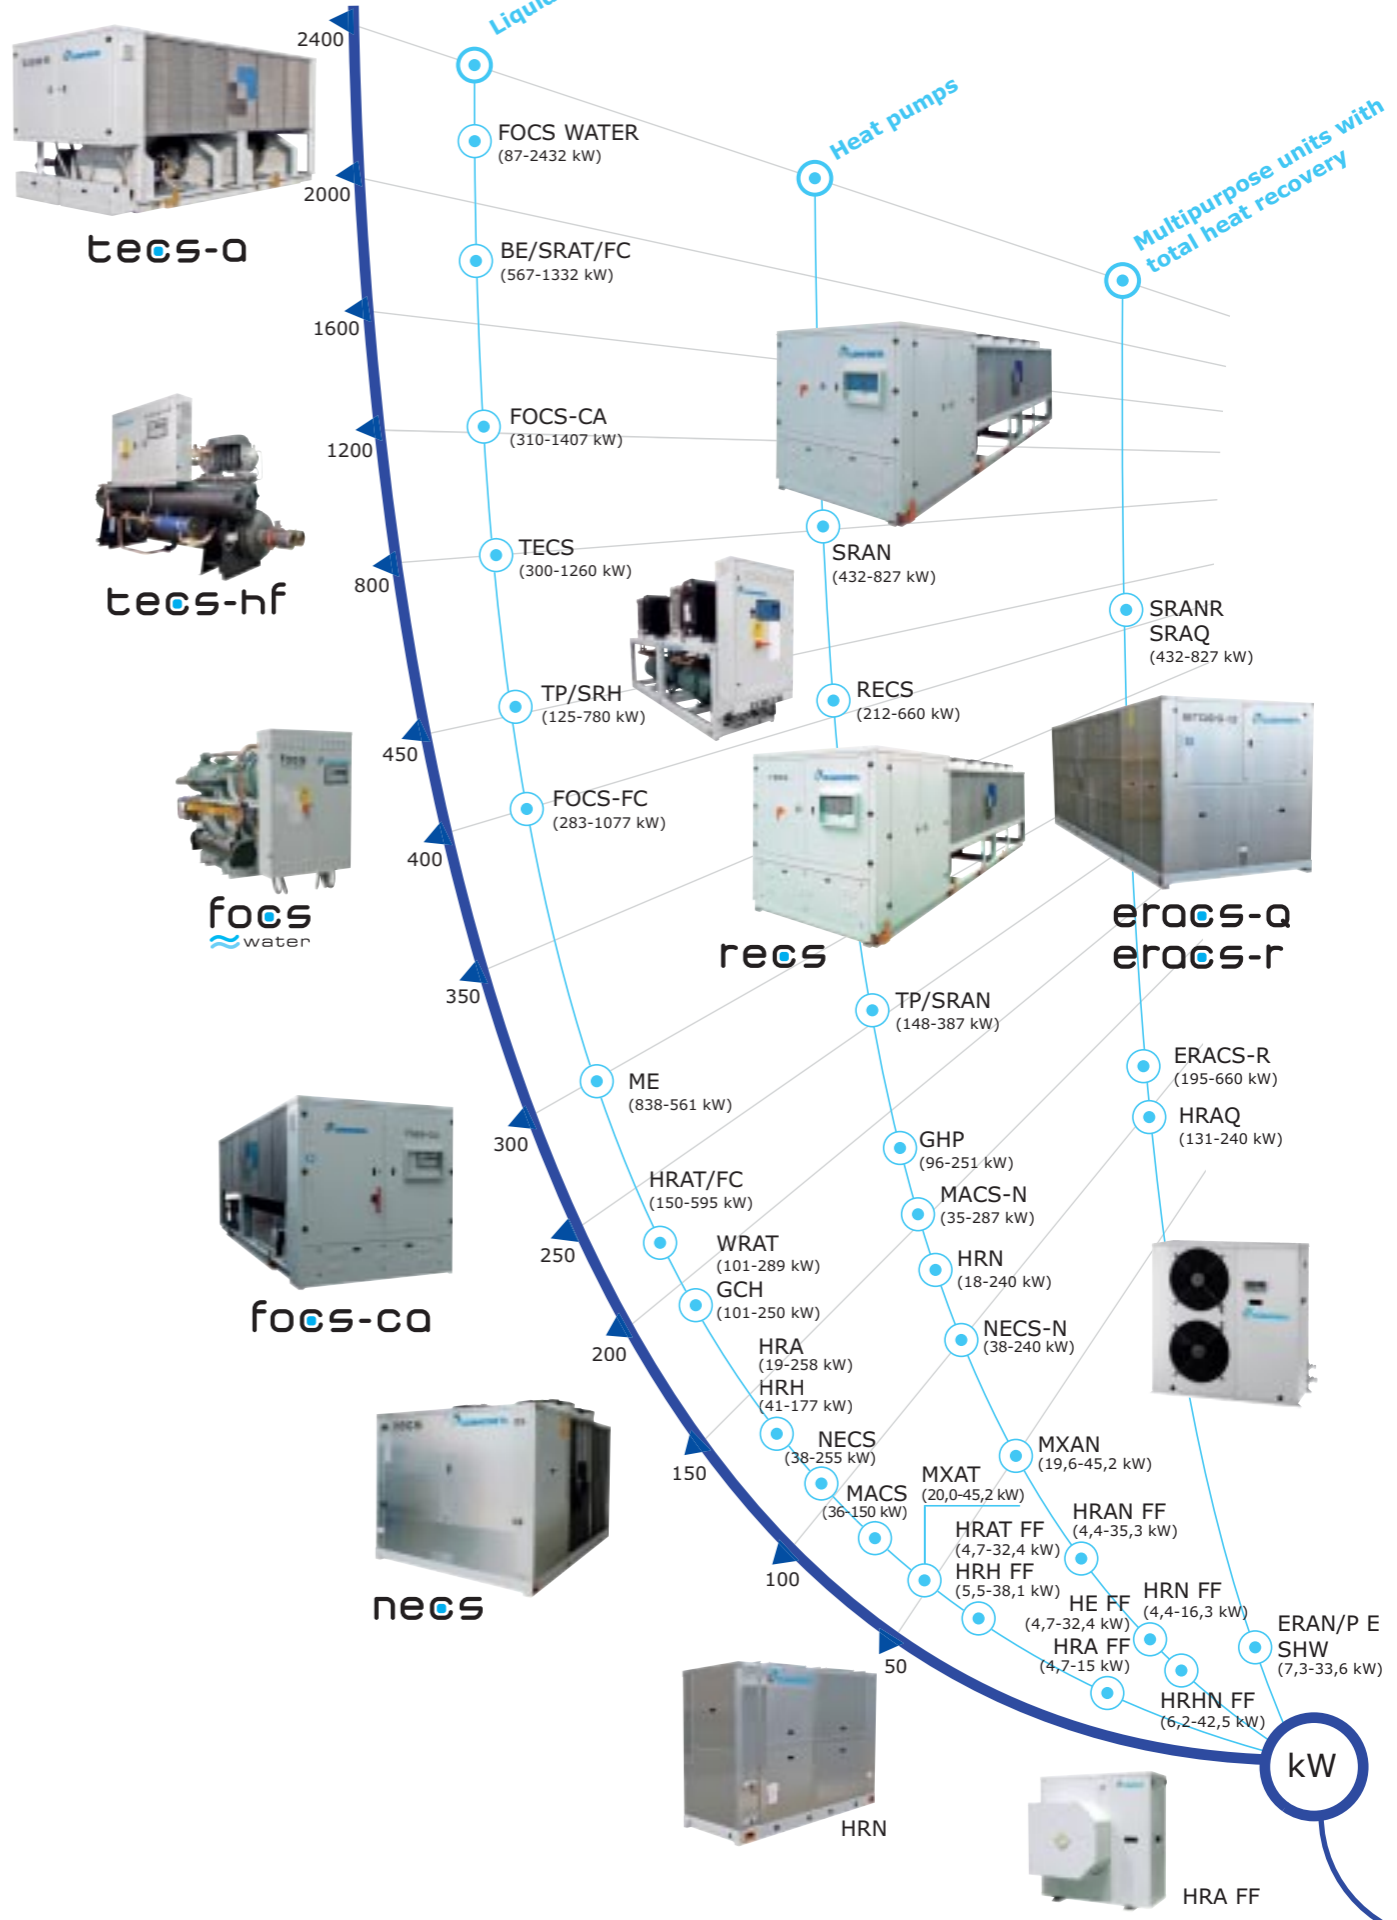 2400
Liquid
Heat pumps
Multipurpose units with
total heat recovery
FOCS WATER
(87-2432 kW)
2000
tecs-a
BE/SRAT/FC
(567-1332 kW)
1600
FOCS-CA
(310-1407 kW)
1200
TECS
(300-1260 kW)
SRAN
(432-827 kW)
800
tecs-hf
SRANR
SRAQ
(432-827 kW)
TP/SRH
(125-780 kW)
RECS
(212-660 kW)
450
FOCS-FC
(283-1077 kW)
400
focs
water
recs
eracs-q
eracs-r
350
TP/SRAN
(148-387 kW)
ERACS-R
(195-660 kW)
ME
(838-561 kW)
HRAQ
(131-240 kW)
300
GHP
(96-251 kW)
HRAT/FC
(150-595 kW)
MACS-N
(35-287 kW)
250
WRAT
(101-289 kW)
HRN
(18-240 kW)
GCH
(101-250 kW)
focs-ca
200
NECS-N
(38-240 kW)
HRA
(19-258 kW)
HRH
(41-177 kW)
150
NECS
(38-255 kW)
MXAN
(19,6-45,2 kW)
MACS
(36-150 kW)
MXAT
(20,0-45,2 kW)
HRAN FF
(4,4-35,3 kW)
HRAT FF
(4,7-32,4 kW)
100
HRH FF
(5,5-38,1 kW)
necs
HE FF
(4,7-32,4 kW)
HRN FF
(4,4-16,3 kW)
50
HRA FF
(4,7-15 kW)
ERAN/P E
SHW
(7,3-33,6 kW)
HRHN FF
(6,2-42,5 kW)
kW
HRN
HRA FF